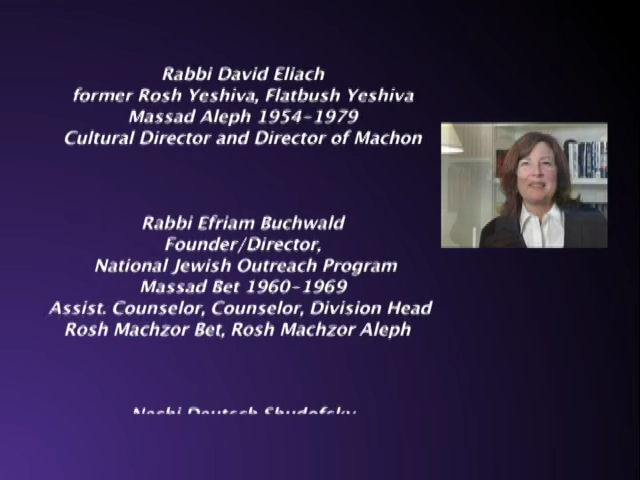 Rabbi David Eliach
former Rosh Yeshiva, Flatbush Yeshiva
Massad Aleph 1954-1979
Cultural Director and Director of Machon
Rabbi Efriam Buchwald
Founder/Director,
National Jewish Outreach Program
Massad Bet 1960-1969
Assist. Counselor, Counselor, Division Head
Rosh Machzor Bet, Rosh Machzor Aleph